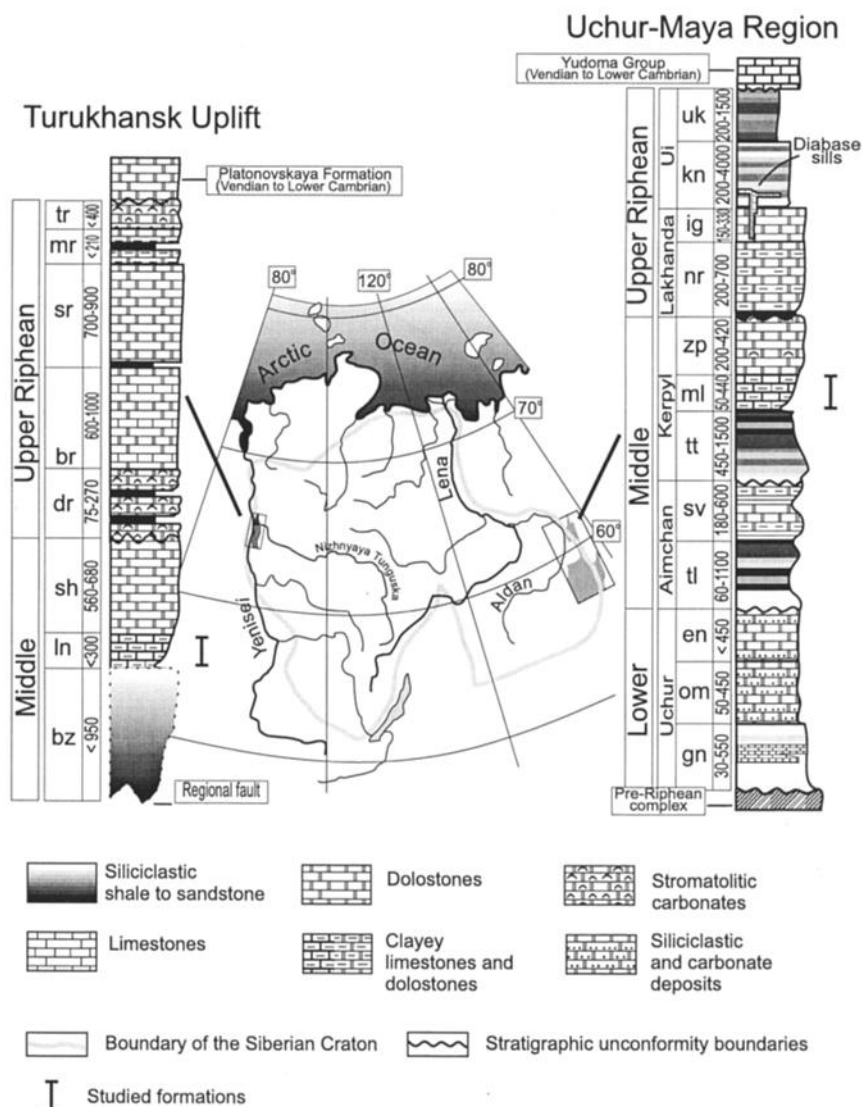 Uchur-Maya Region
Yudoma Group
(Vendian to Lower Cambrian)
Turukhansk Uplift
Platonovskaya Formation
(Vendian to Lower Cambrian)
Upper Riphean
Middle
tr
<400
mr
<210
sr
700-900
br
600-1000
dr
75-270
sh
560-680
ln
<300
bz
< 950
Regional fault
80°
120°
80°
70°
60°
Arctic Ocean
Lena
Nizhnyaya Tunguska
Aldan
Yenisei
Upper Riphean
Middle
Lower
Ui
Lakhanda
Kerpyl
Aimchan
Uchur
uk
200-1500
kn
200-4000
Diabase
sills
ig
150-330
nr
200-700
zp
200-420
ml
50-440
tt
450-1500
sv
180-600
tl
60-1100
en
< 450
om
50-450
gn
30-550
Pre-Riphean
complex
Siliciclastic
shale to sandstone
Dolostones
Stromatolitic
carbonates
Limestones
Clayey
limestones and
dolostones
Siliciclastic
and carbonate
deposits
Boundary of the Siberian Craton
Stratigraphic unconformity boundaries
Studied formations